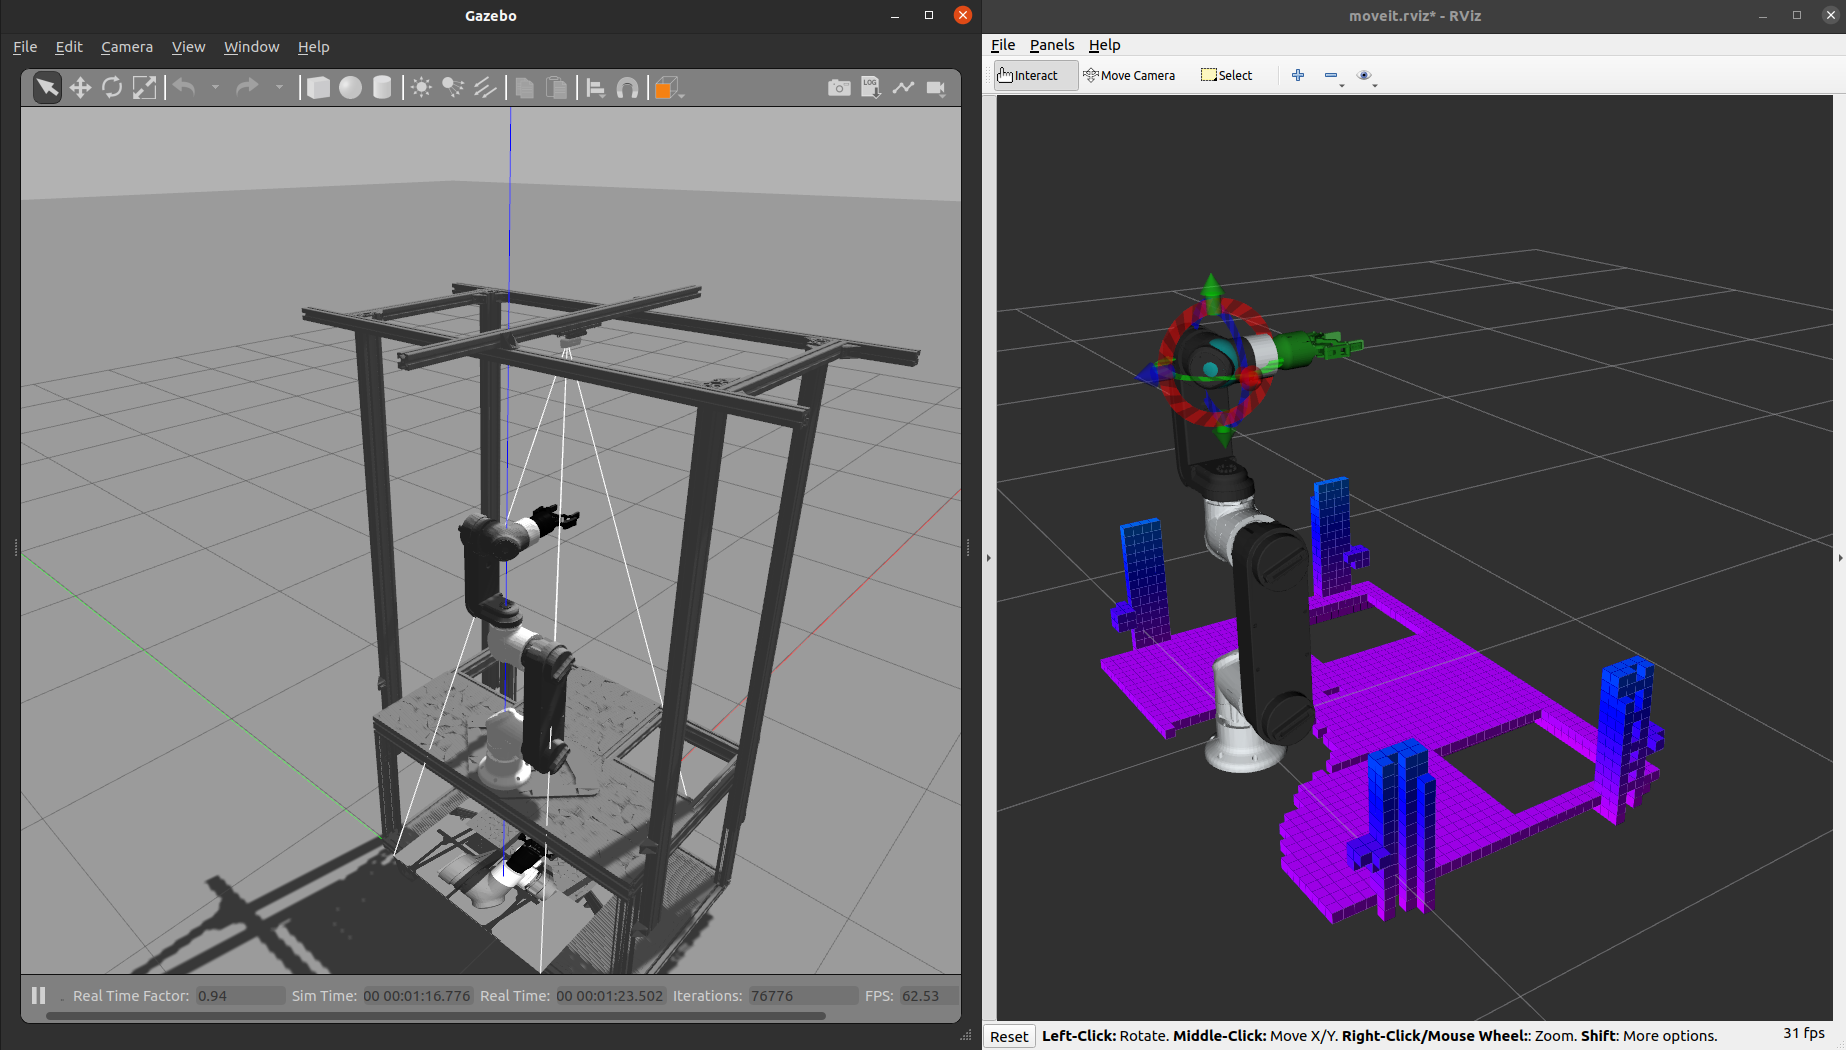 Gazebo
File Edit Camera View Window Help
LOG
Real Time Factor: 0.94 Sim Time: 00 00:01:16.776 Real Time: 00 00:01:23.502 Iterations: 76776 FPS: 62.53
moveit.rviz* - RViz
File Panels Help
Interact Move Camera Select
Reset Left-Click: Rotate. Middle-Click: Move X/Y. Right-Click/Mouse Wheel:: Zoom. Shift: More options. 31 fps